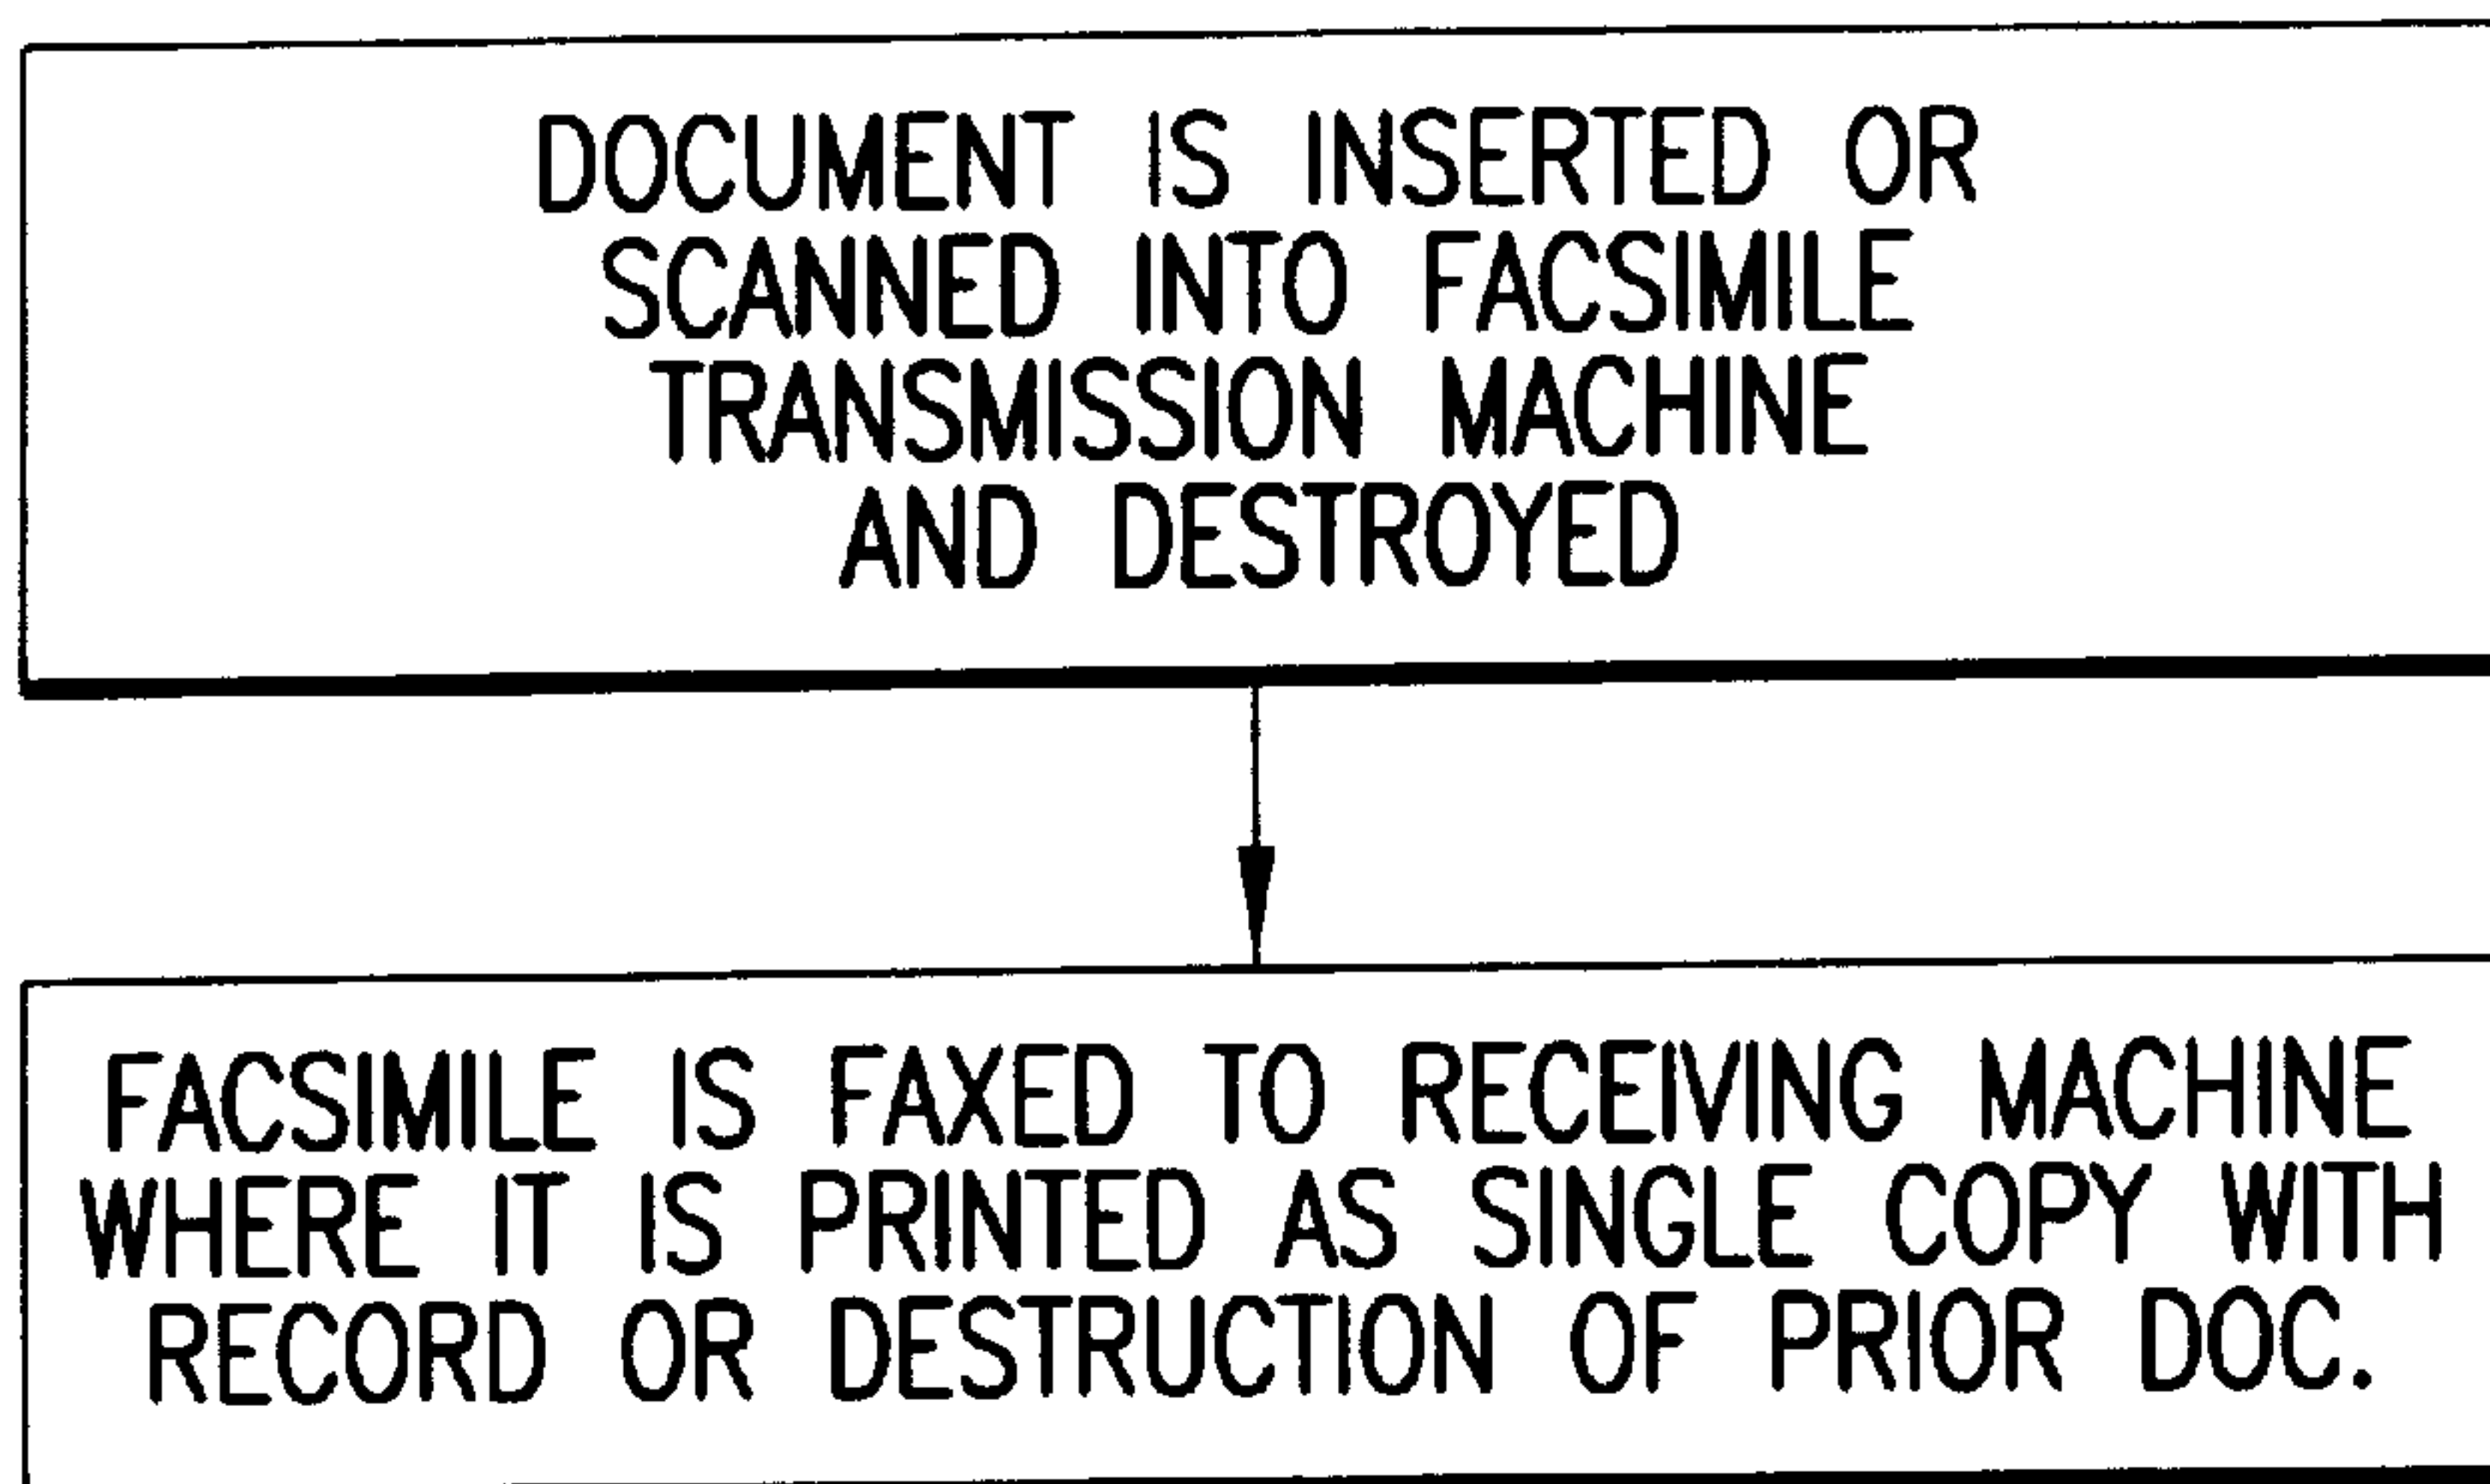 DOCUMENT IS INSERTED OR
SCANNED INTO FACSIMILE
TRANSMISSION MACHINE
AND DESTROYED
FACSIMILE IS FAXED TO RECEIVING MACHINE
WHERE IT IS PRINTED AS SINGLE COPY WITH
RECORD OR DESTRUCTION OF PRIOR DOC.